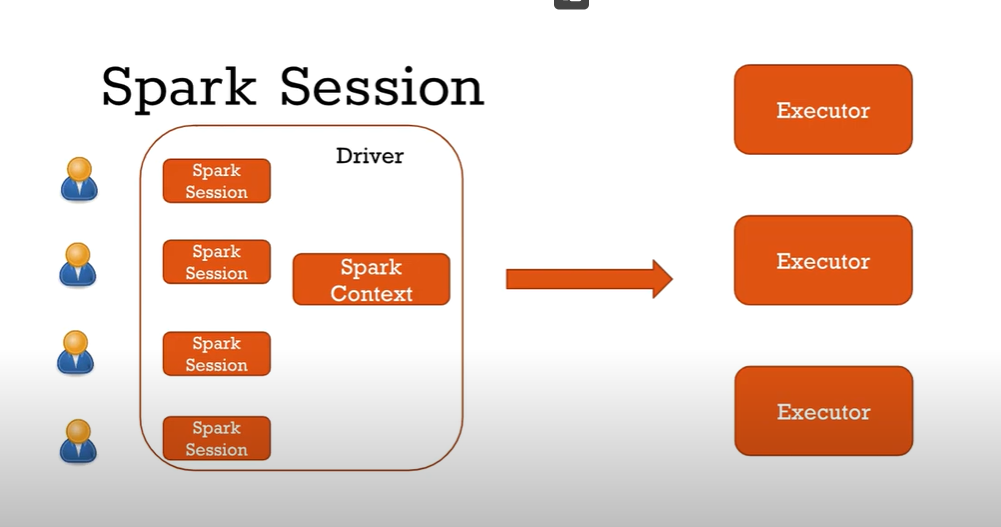 Spark Session
Driver
Spark
Session
Spark
Session
Spark
Context
Spark
Session
Spark
Session
Executor
Executor
Executor